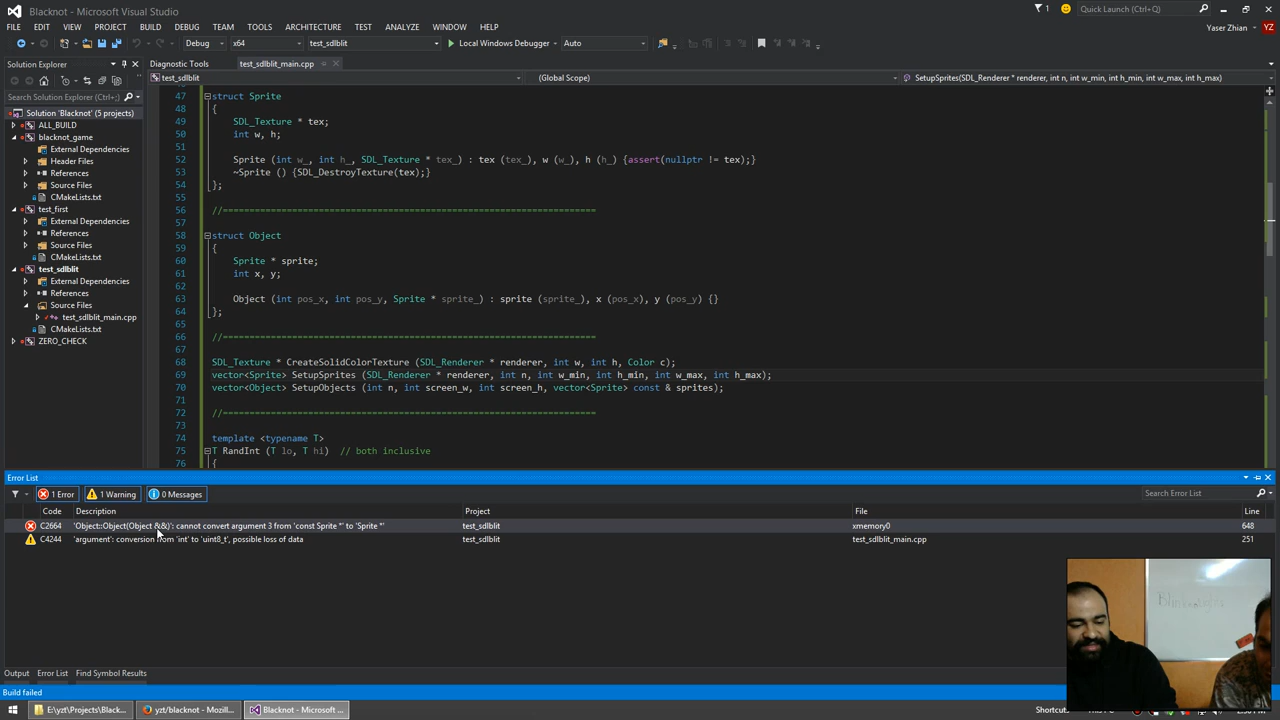 Blacknot - Microsoft Visual Studio
1
Quick Launch (Ctrl+Q)
FILE EDIT VIEW PROJECT BUILD DEBUG TEAM TOOLS ARCHITECTURE TEST ANALYZE WINDOW HELP
Yaser Zhian YZ
Debug x64 test_sdlblit Local Windows Debugger Auto
Solution Explorer
Diagnostic Tools test_sdlblit_main.cpp
test_sdlblit (Global Scope) SetupSprites(SDL_Renderer * renderer, int n, int w_min, int h_min, int w_max, int h_max)
Search Solution Explorer (Ctrl+;)
Solution 'Blacknot' (5 projects)
ALL_BUILD
blacknot_game
External Dependencies
Header Files
References
Source Files
CMakeLists.txt
test_first
External Dependencies
References
Source Files
CMakeLists.txt
test_sdlblit
External Dependencies
References
Source Files
test_sdlblit_main.cpp
CMakeLists.txt
ZERO_CHECK
47 struct Sprite
48 {
49 SDL_Texture * tex;
50 int w, h;
51
52 Sprite (int w_, int h_, SDL_Texture * tex_) : tex (tex_), w (w_), h (h_) {assert(nullptr != tex);}
53 ~Sprite () {SDL_DestroyTexture(tex);}
54 };
55
56 //========================================================================
57
58 struct Object
59 {
60 Sprite * sprite;
61 int x, y;
62
63 Object (int pos_x, int pos_y, Sprite * sprite_) : sprite (sprite_), x (pos_x), y (pos_y) {}
64 };
65
66 //========================================================================
67
68 SDL_Texture * CreateSolidColorTexture (SDL_Renderer * renderer, int w, int h, Color c);
69 vector<Sprite> SetupSprites (SDL_Renderer * renderer, int n, int w_min, int h_min, int w_max, int h_max);
70 vector<Object> SetupObjects (int n, int screen_w, int screen_h, vector<Sprite> const & sprites);
71
72 //========================================================================
73
74 template <typename T>
75 T RandInt (T lo, T hi) // both inclusive
76 {
Error List
1 Error 1 Warning 0 Messages
Search Error List
Code Description Project File Line
C2664 'Object::Object(Object &&)': cannot convert argument 3 from 'const Sprite *' to 'Sprite *' test_sdlblit xmemory0 648
C4244 'argument': conversion from 'int' to 'uint8_t', possible loss of data test_sdlblit test_sdlblit_main.cpp 251
Output Error List Find Symbol Results
Build failed
E:\yzt\Projects\Black... yzt/blacknot - Mozill... Blacknot - Microsoft ... Shortcuts